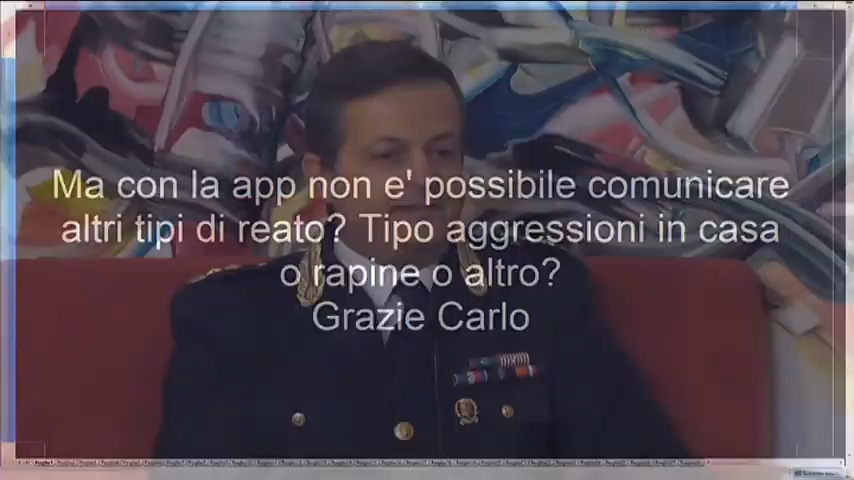 Ma con la app non e' possibile comunicare
altri tipi di reato? Tipo aggressioni in casa
o rapine o altro?
Grazie Carlo